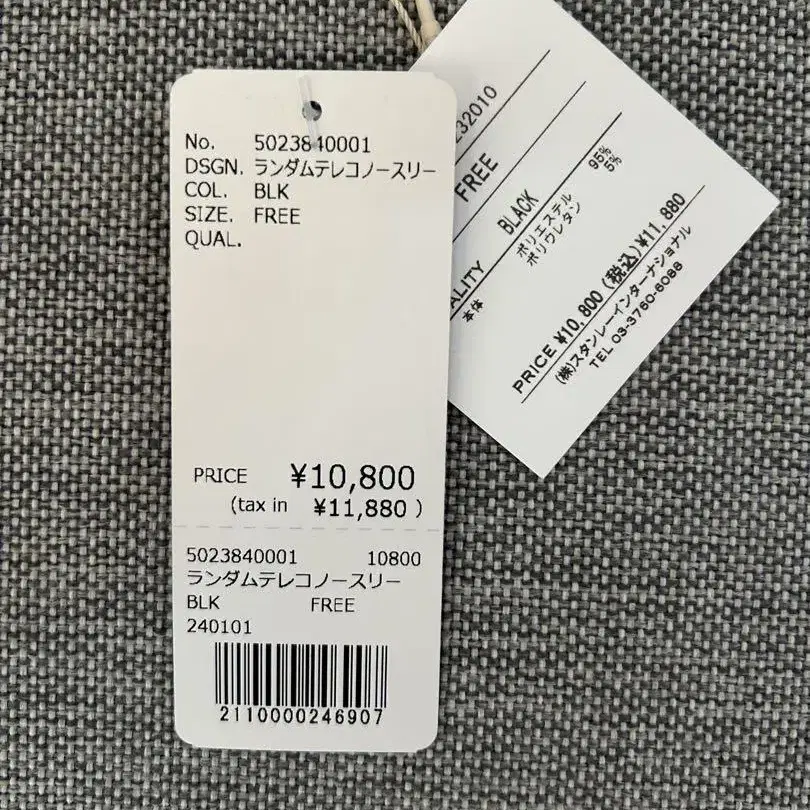 No. 5023840001
DSGN. ランダムテレコノースリー
COL. BLK
SIZE. FREE
QUAL.
PRICE ¥10,800
(tax in ¥11,880 )
5023840001 10800
ランダムテレコノースリー
BLK FREE
240101
2110000246907
32010
FREE
BLACK
ALITY
本体
ポリエステル 95%
ポリウレタン 5%
PRICE ¥10,800 (税込)¥11,880
(株)スタンレーインターナショナル
TEL 03-3760-6088